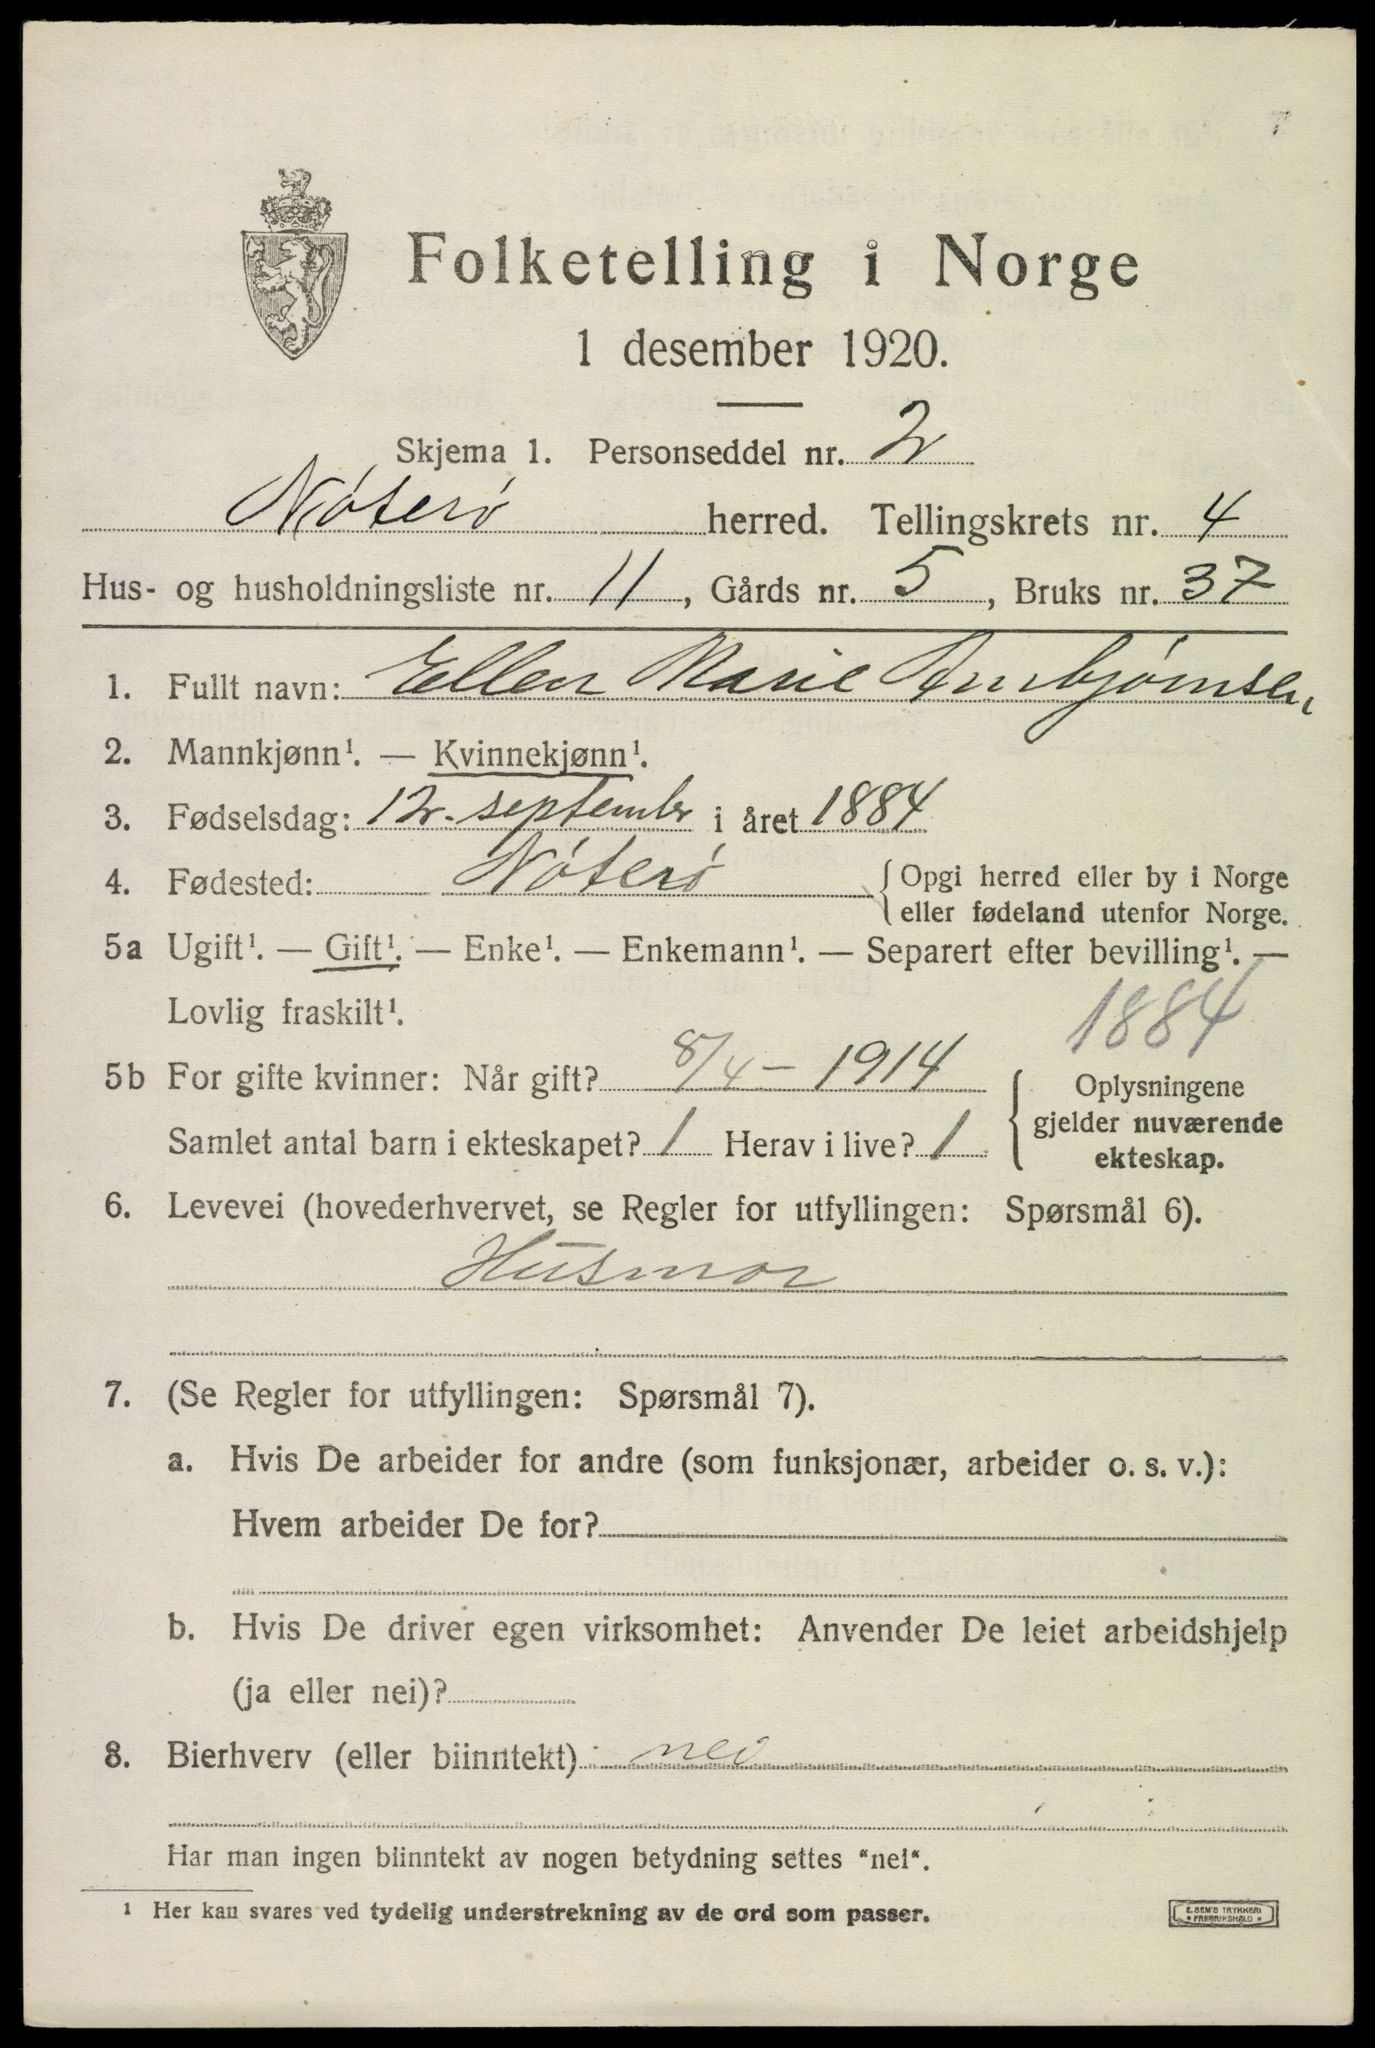 Folketelling i Norge
1 desember 1920.
Skjema 1. Personseddel nr. 2
Nøterø herred. Tellingskrets nr. 4
Hus- og husholdningsliste nr. 11, Gårds nr. 5, Bruks nr. 37
1. Fullt navn: Ellen Marie Arnbjørnsen
2. Mannkjønn¹. — Kvinnekjønn¹.
3. Fødselsdag: 12. september i året 1884
4. Fødested: Nøterø { Opgi herred eller by i Norge
eller fødeland utenfor Norge.
5a Ugift¹. — Gift¹. — Enke¹. — Enkemann¹. — Separert efter bevilling¹. —
Lovlig fraskilt¹.
1884
5b For gifte kvinner: Når gift? 8/4 – 1914
Samlet antal barn i ekteskapet? 1 Herav i live? 1
{ Oplysningene
gjelder nuværende
ekteskap.
6. Levevei (hovederhvervet, se Regler for utfyllingen: Spørsmål 6).
Husmor
7. (Se Regler for utfyllingen: Spørsmål 7).
a. Hvis De arbeider for andre (som funksjonær, arbeider o. s. v.):
Hvem arbeider De for?
b. Hvis De driver egen virksomhet: Anvender De leiet arbeidshjelp
(ja eller nei)?
8. Bierhverv (eller biinntekt) nei
Har man ingen biinntekt av nogen betydning settes "nei".
¹ Her kan svares ved tydelig understrekning av de ord som passer.
E. SEM'S TRYKKERI
* FREDRIKSHALD *